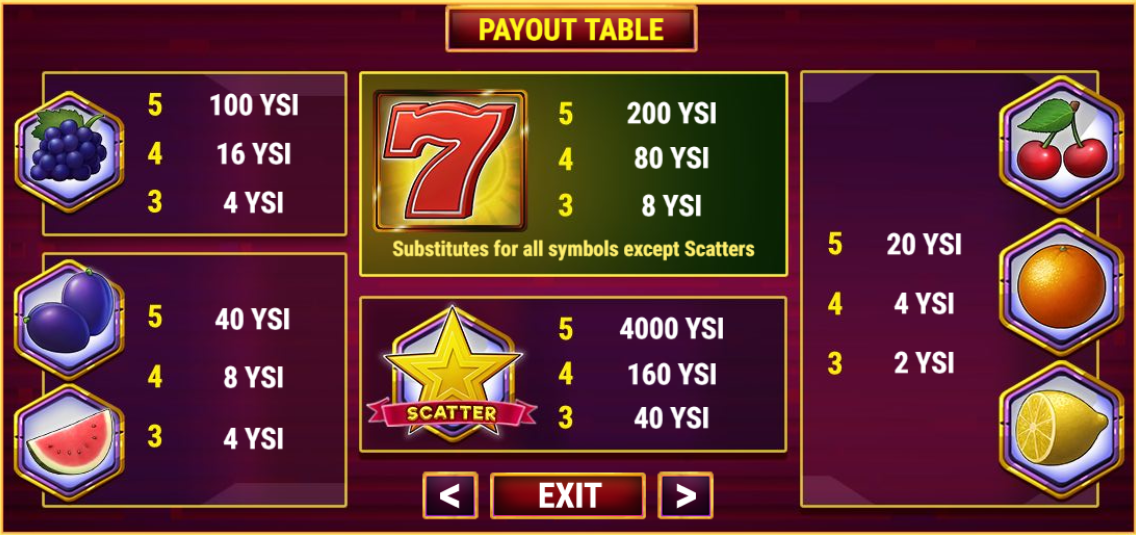 PAYOUT TABLE
5 100 YSI
4 16 YSI
3 4 YSI
5 40 YSI
4 8 YSI
3 4 YSI
7
5 200 YSI
4 80 YSI
3 8 YSI
Substitutes for all symbols except Scatters
SCATTER
5 4000 YSI
4 160 YSI
3 40 YSI
5 20 YSI
4 4 YSI
3 2 YSI
< EXIT >